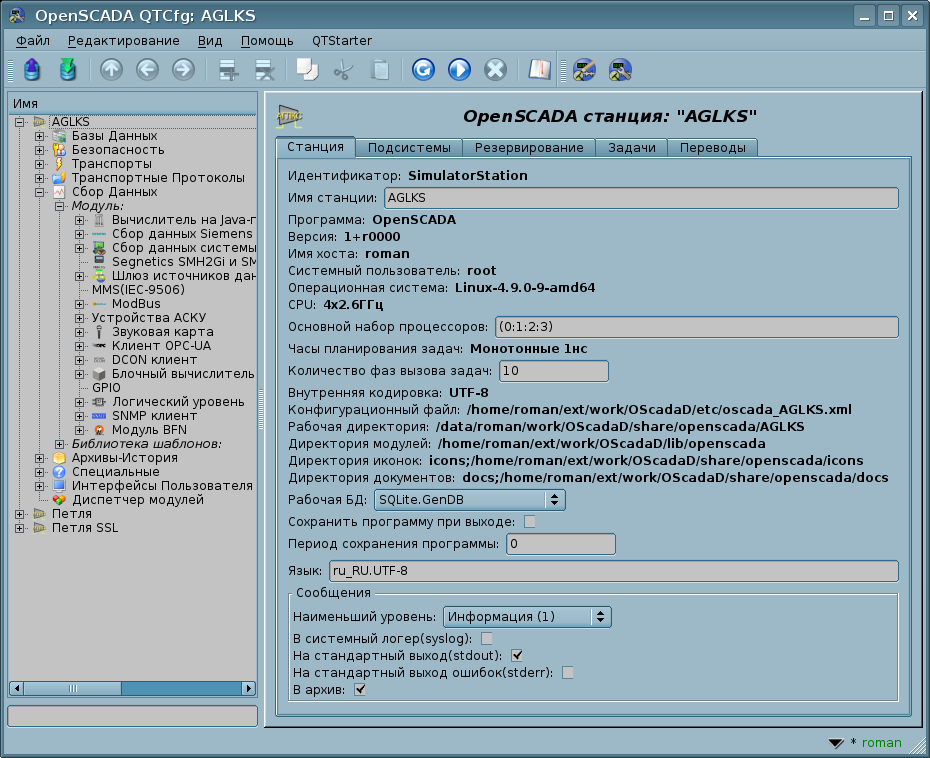 OpenSCADA QTCfg: AGLKS
Файл Редактирование Вид Помощь QTStarter
Имя
AGLKS
Базы Данных
Безопасность
Транспорты
Транспортные Протоколы
Сбор Данных
Модуль:
Вычислитель на Java-
Сбор данных Siemens
Сбор данных системы
Segnetics SMH2Gi и SM
Шлюз источников дан
MMS(IEC-9506)
ModBus
Устройства АСКУ
Звуковая карта
Клиент OPC-UA
DCON клиент
Блочный вычислитель
GPIO
Логический уровень
SNMP клиент
Модуль BFN
Библиотека шаблонов:
Архивы-История
Специальные
Интерфейсы Пользователя
Диспетчер модулей
Петля
Петля SSL
АГЛКС
OpenSCADA станция: "AGLKS"
Станция Подсистемы Резервирование Задачи Переводы
Идентификатор: SimulatorStation
Имя станции: AGLKS
Программа: OpenSCADA
Версия: 1+r0000
Имя хоста: roman
Системный пользователь: root
Операционная система: Linux-4.9.0-9-amd64
CPU: 4x2.6ГГц
Основной набор процессоров: (0:1:2:3)
Часы планирования задач: Монотонные 1нс
Количество фаз вызова задач: 10
Внутренняя кодировка: UTF-8
Конфигурационный файл: /home/roman/ext/work/OScadaD/etc/oscada_AGLKS.xml
Рабочая директория: /data/roman/work/OScadaD/share/openscada/AGLKS
Директория модулей: /home/roman/ext/work/OScadaD/lib/openscada
Директория иконок: icons;/home/roman/ext/work/OScadaD/share/openscada/icons
Директория документов: docs;/home/roman/ext/work/OScadaD/share/openscada/docs
Рабочая БД: SQLite.GenDB
Сохранить программу при выходе:
Период сохранения программы: 0
Язык: ru_RU.UTF-8
Сообщения
Наименьший уровень: Информация (1)
В системный логер(syslog):
На стандартный выход(stdout):
На стандартный выход ошибок(stderr):
В архив:
* roman